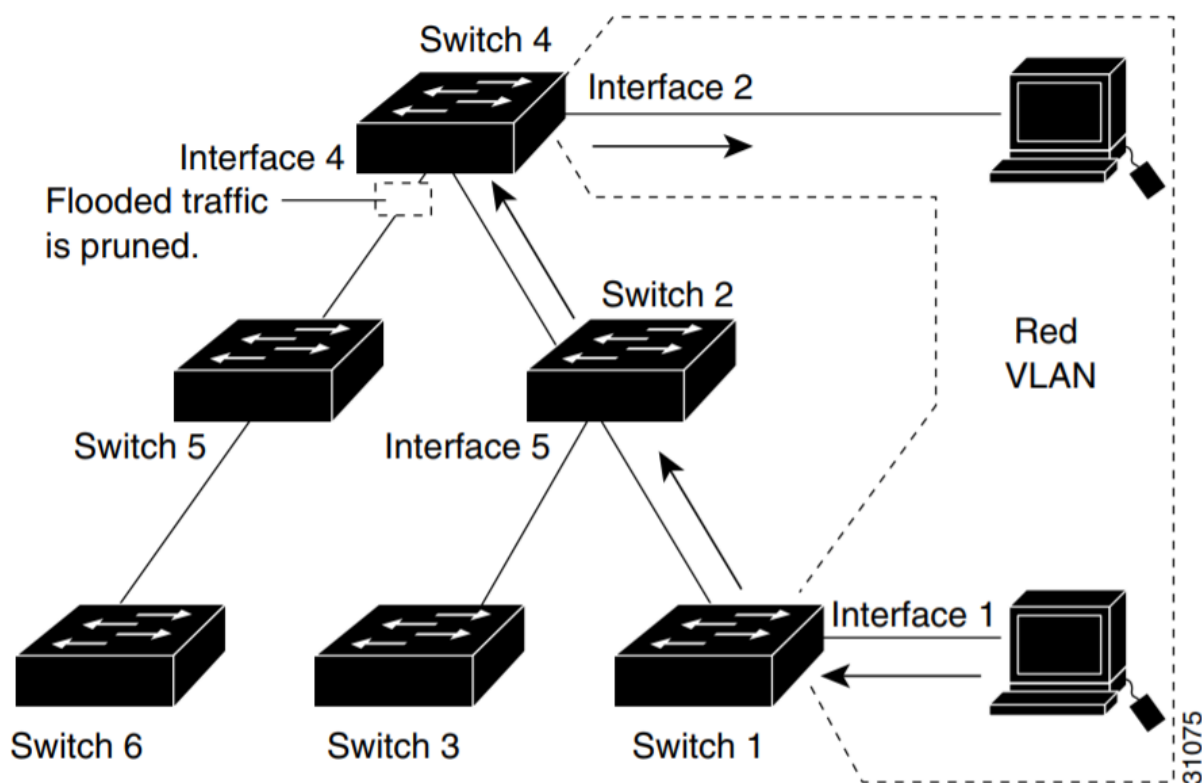 Switch 4
Interface 2
Interface 4
Flooded traffic
is pruned.
Switch 2
Red
VLAN
Switch 5
Interface 5
Interface 1
Switch 6
Switch 3
Switch 1
31075